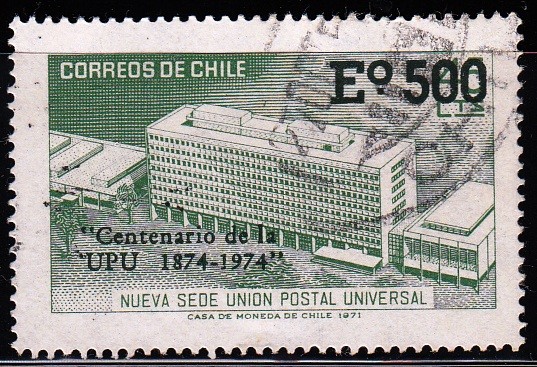 CORREOS DE CHILE
Eº.500
"Centenario de la
UPU 1874-1974"
NUEVA SEDE UNION POSTAL UNIVERSAL
CASA DE MONEDA DE CHILE 1971